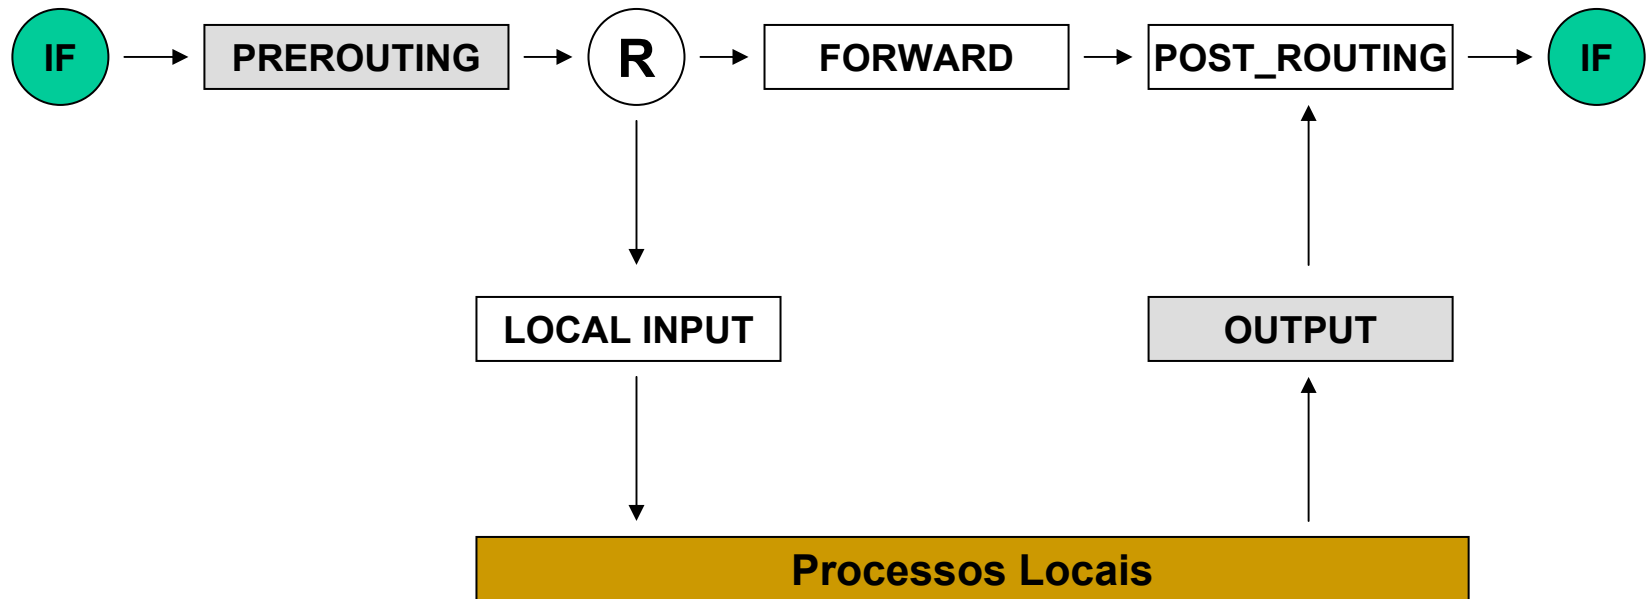 IF
PREROUTING
R
FORWARD
POST_ROUTING
IF
LOCAL INPUT
OUTPUT
Processos Locais